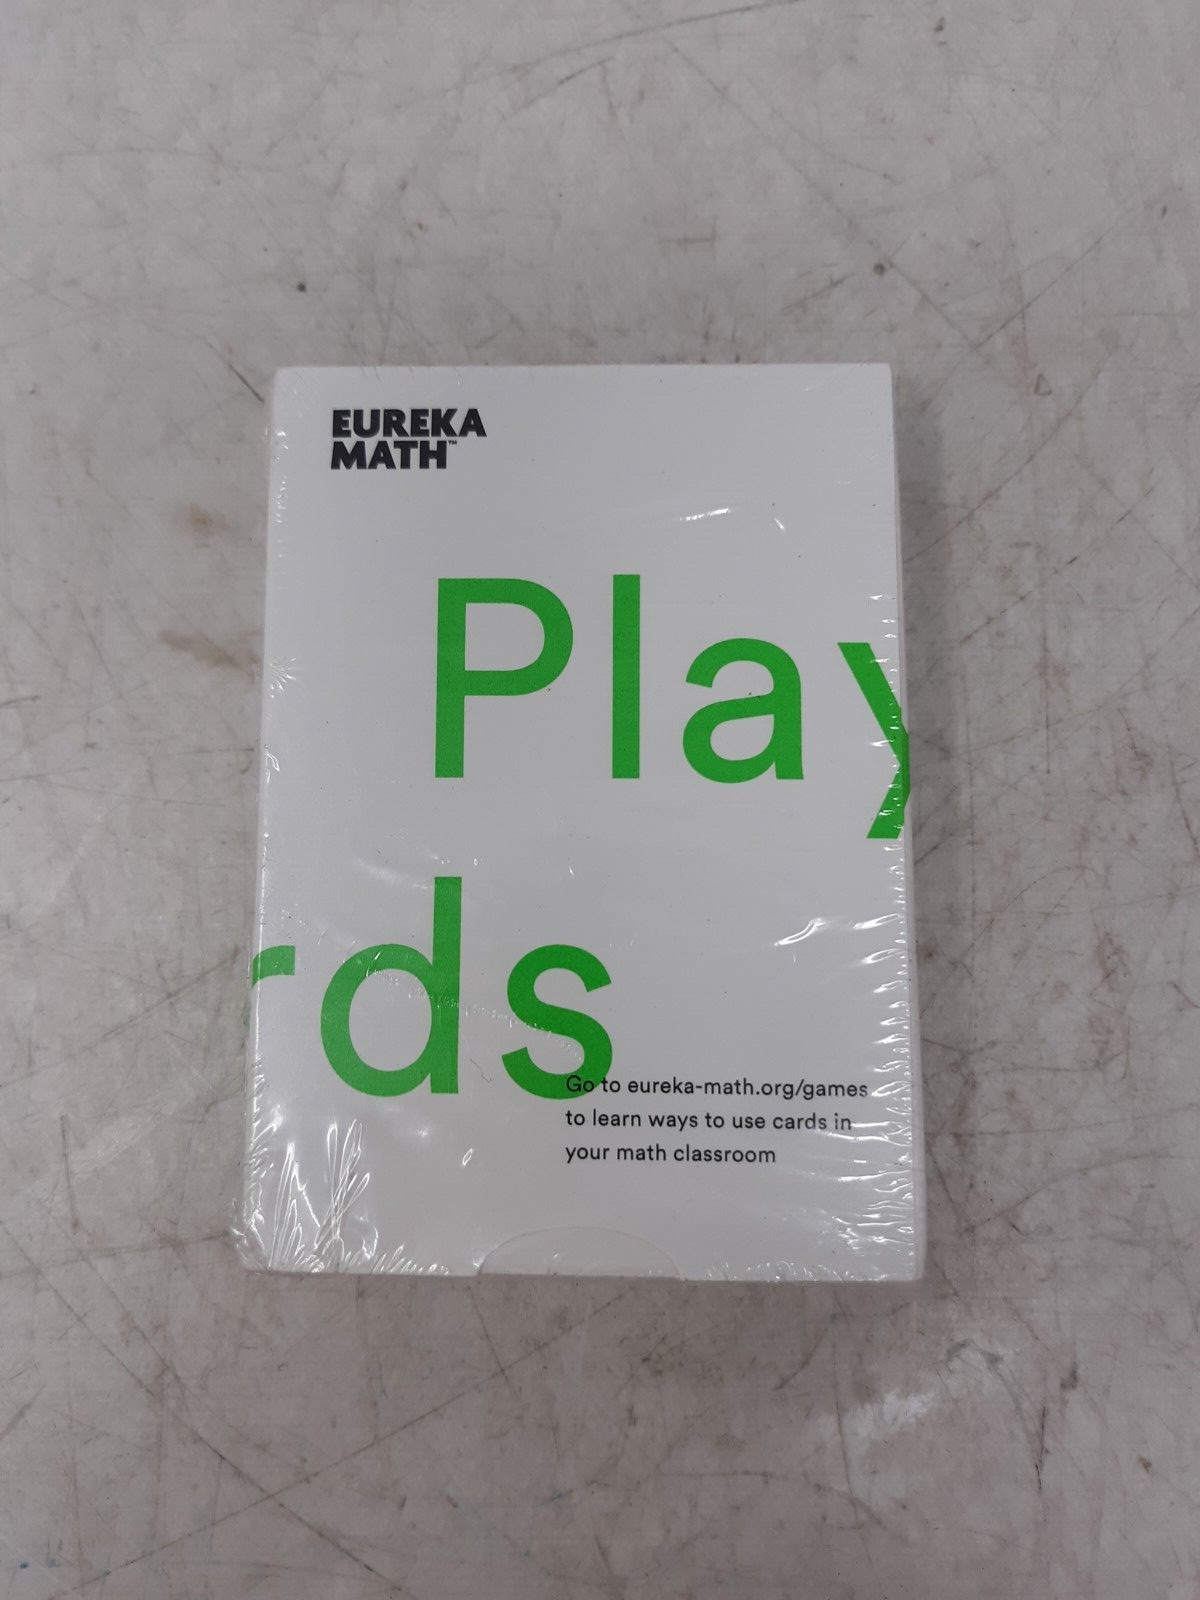 EUREKA
MATH™
Play
rds
Go to eureka-math.org/games
to learn ways to use cards in
your math classroom